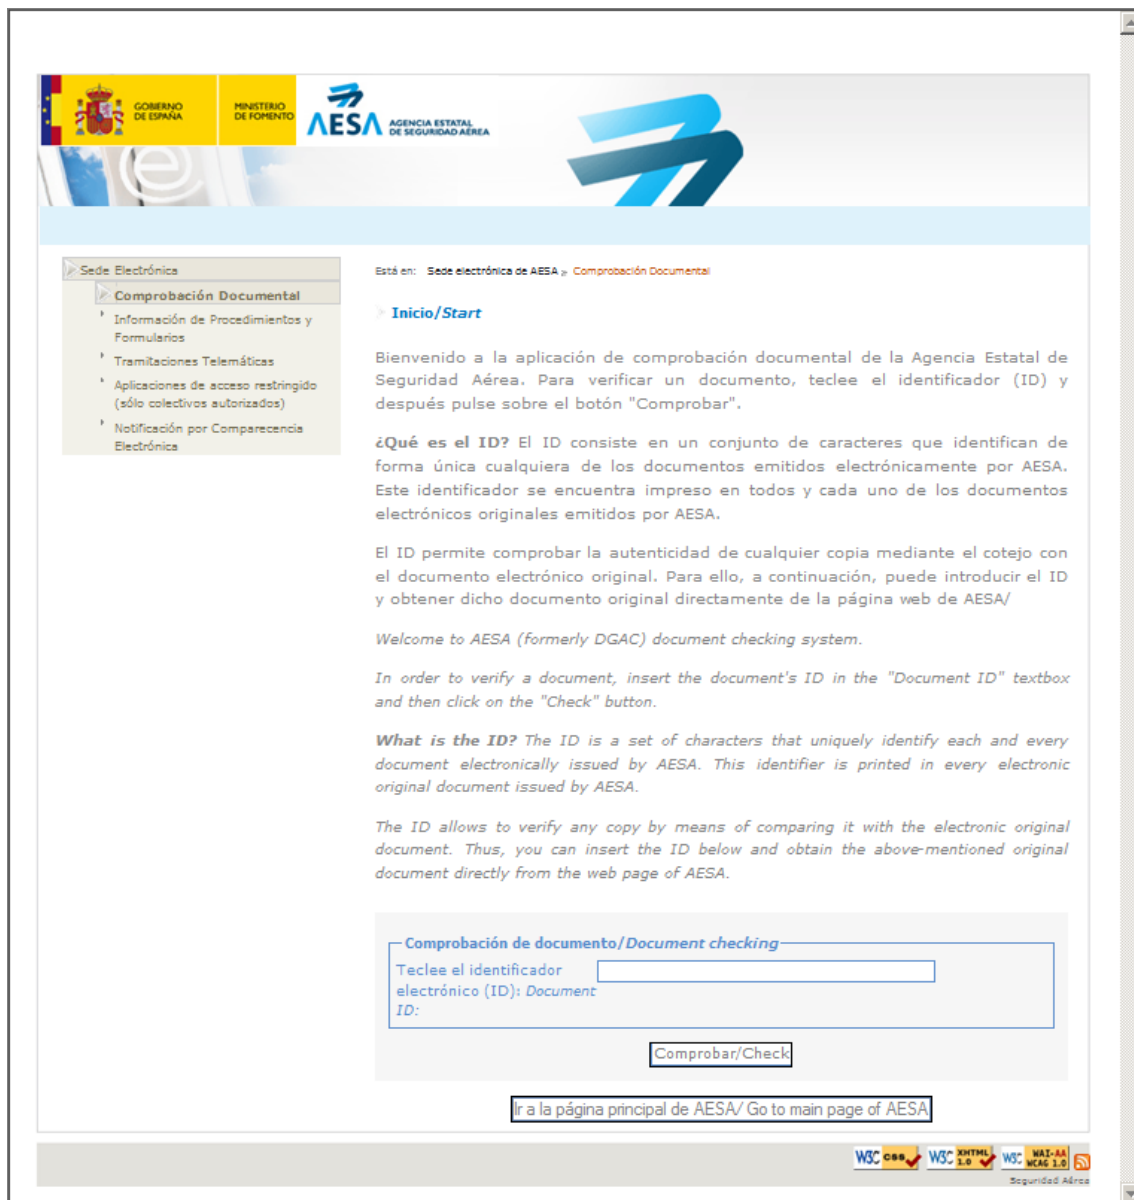 GOBIERNO
DE ESPAÑA
MINISTERIO
DE FOMENTO
AESA AGENCIA ESTATAL
DE SEGURIDAD AÉREA
Sede Electrónica
Comprobación Documental
Información de Procedimientos y
Formularios
Tramitaciones Telemáticas
Aplicaciones de acceso restringido
(sólo colectivos autorizados)
Notificación por Comparecencia
Electrónica
Está en: Sede electrónica de AESA » Comprobación Documental
Inicio/Start
Bienvenido a la aplicación de comprobación documental de la Agencia Estatal de
Seguridad Aérea. Para verificar un documento, teclee el identificador (ID) y
después pulse sobre el botón "Comprobar".
¿Qué es el ID? El ID consiste en un conjunto de caracteres que identifican de
forma única cualquiera de los documentos emitidos electrónicamente por AESA.
Este identificador se encuentra impreso en todos y cada uno de los documentos
electrónicos originales emitidos por AESA.
El ID permite comprobar la autenticidad de cualquier copia mediante el cotejo con
el documento electrónico original. Para ello, a continuación, puede introducir el ID
y obtener dicho documento original directamente de la página web de AESA/
Welcome to AESA (formerly DGAC) document checking system.
In order to verify a document, insert the document's ID in the "Document ID" textbox
and then click on the "Check" button.
What is the ID? The ID is a set of characters that uniquely identify each and every
document electronically issued by AESA. This identifier is printed in every electronic
original document issued by AESA.
The ID allows to verify any copy by means of comparing it with the electronic original
document. Thus, you can insert the ID below and obtain the above-mentioned original
document directly from the web page of AESA.
Comprobación de documento/Document checking
Teclee el identificador
electrónico (ID): Document
ID:
Comprobar/Check
Ir a la página principal de AESA/ Go to main page of AESA
W3C css W3C XHTML 1.0 W3C WAI-AA WCAG 1.0
Seguridad Aérea